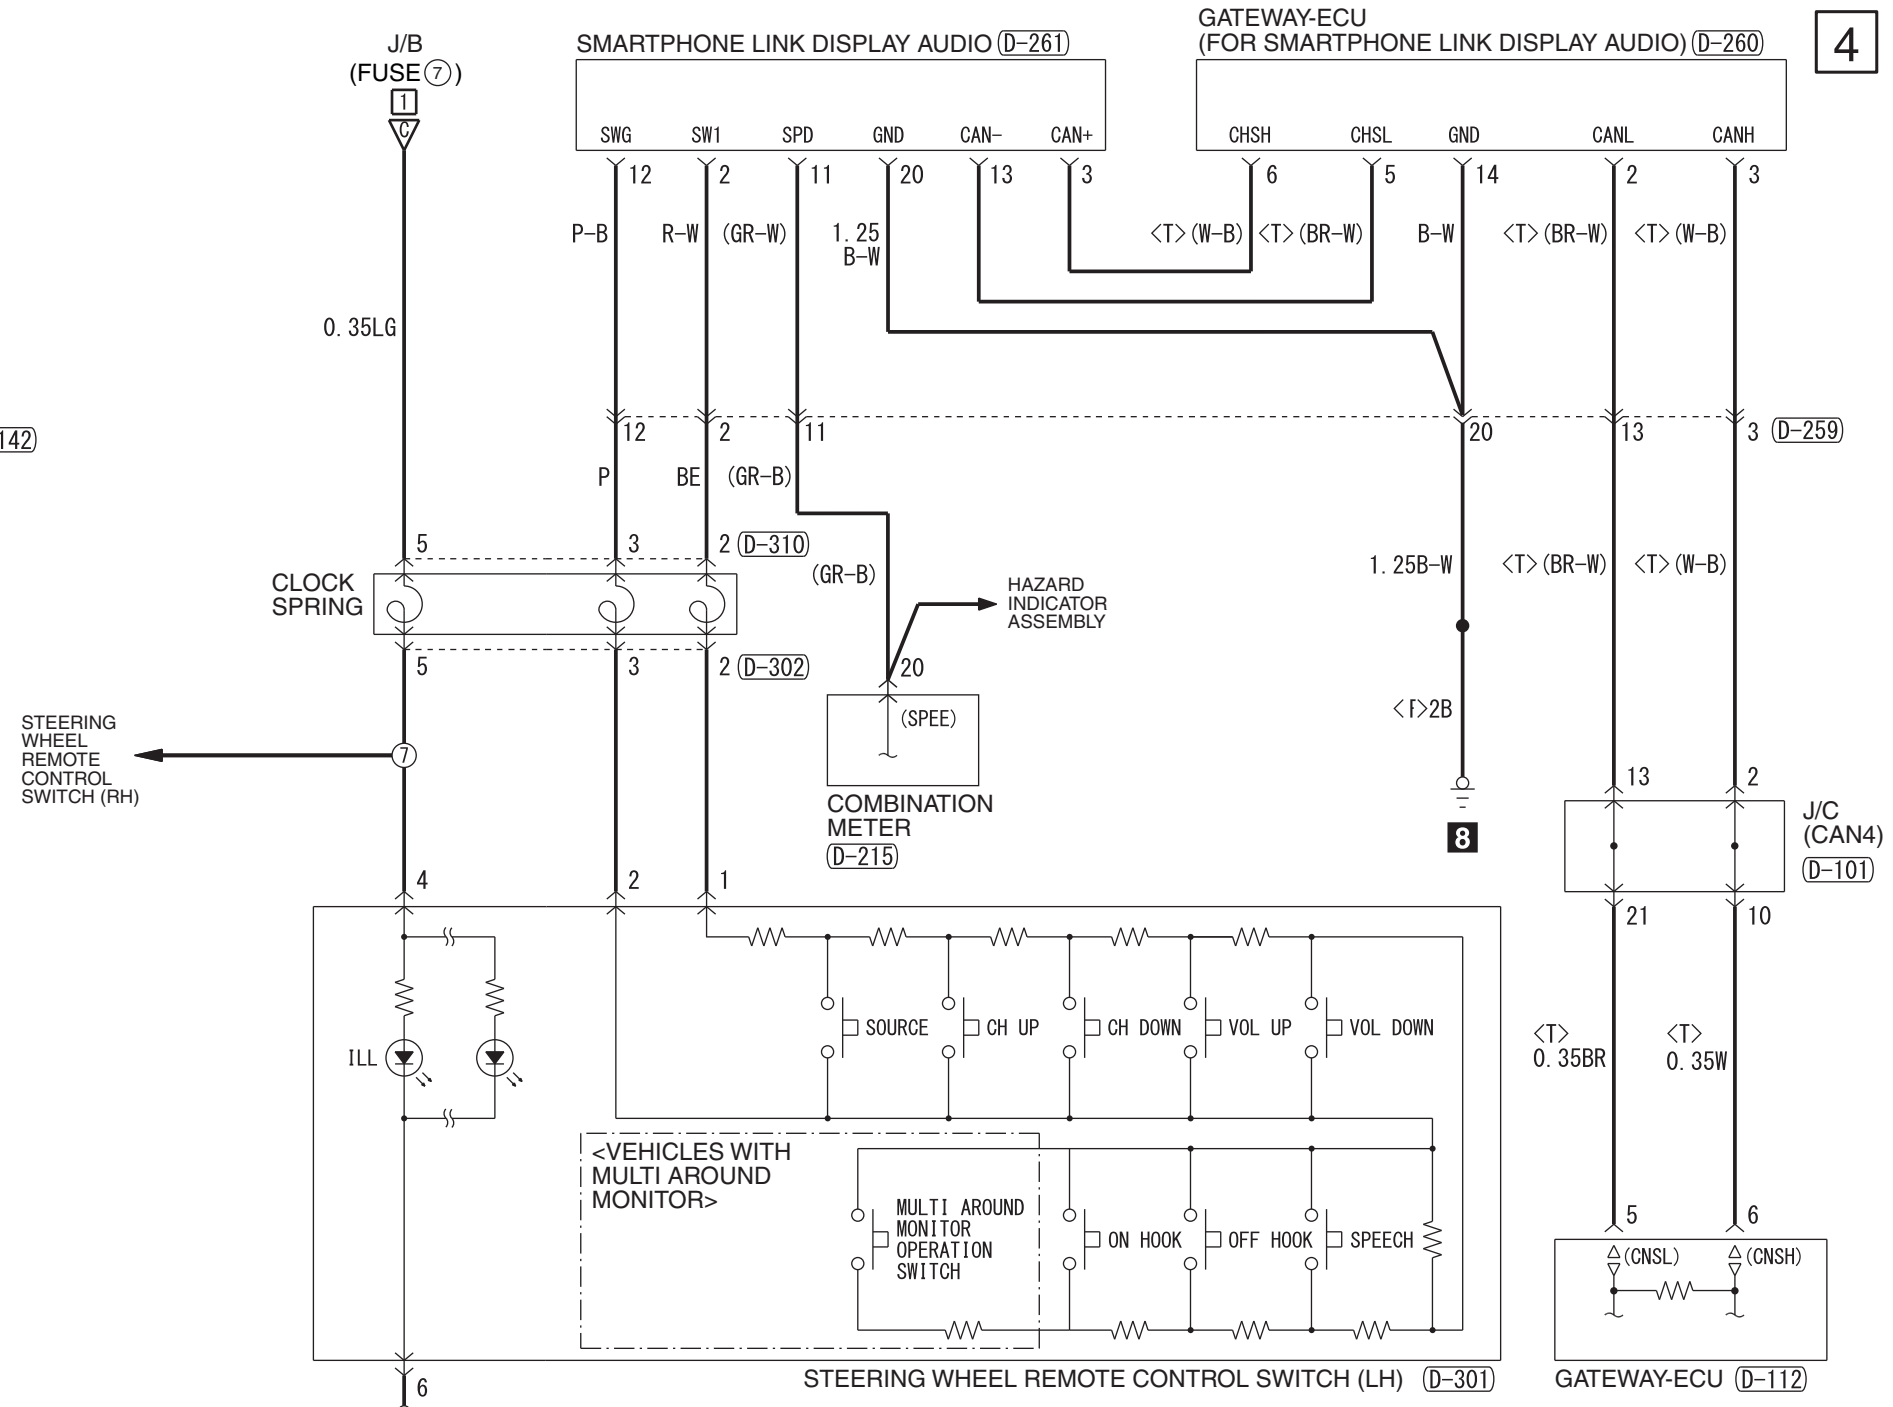 J/B
(FUSE 7)
1
C
SMARTPHONE LINK DISPLAY AUDIO D-261
GATEWAY-ECU
(FOR SMARTPHONE LINK DISPLAY AUDIO) D-260
4
SWG SW1 SPD GND CAN- CAN+
CHSH CHSL GND CANL CANH
12 2 11 20 13 3
6 5 14 2 3
P-B R-W (GR-W) 1.25
B-W
<T>(W-B) <T>(BR-W) B-W <T>(BR-W) <T>(W-B)
0.35LG
142
12 2 11 20 13 3 D-259
P BE (GR-B)
5 3 2 D-310
CLOCK
SPRING
(GR-B)
HAZARD
INDICATOR
ASSEMBLY
1.25B-W <T>(BR-W) <T>(W-B)
5 3 2 D-302
20
(SPEE)
COMBINATION
METER
D-215
STEERING
WHEEL
REMOTE
CONTROL
SWITCH (RH)
7
<F>2B
8
13 2
J/C
(CAN4)
D-101
21 10
4 2 1
ILL
SOURCE CH UP CH DOWN VOL UP VOL DOWN
<T>
0.35BR
<T>
0.35W
<VEHICLES WITH
MULTI AROUND
MONITOR>
MULTI AROUND
MONITOR
OPERATION
SWITCH
ON HOOK OFF HOOK SPEECH
5 6
(CNSL) (CNSH)
STEERING WHEEL REMOTE CONTROL SWITCH (LH) D-301
GATEWAY-ECU D-112
6